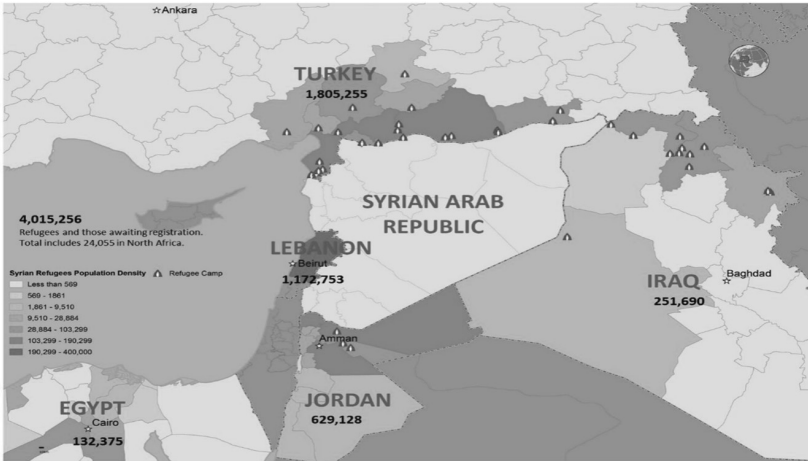 Ankara
TURKEY
1,805,255
SYRIAN ARAB
REPUBLIC
4,015,256
Refugees and those awaiting registration.
Total includes 24,055 in North Africa.
LEBANON
Beirut
1,172,753
Syrian Refugees Population Density
Refugee Camp
Less than 569
569 - 1861
1,861 - 9,510
9,510 - 28,884
28,884 - 103,299
103,299 - 190,299
190,299 - 400,000
IRAQ
251,690
Baghdad
Amman
JORDAN
629,128
EGYPT
Cairo
132,375